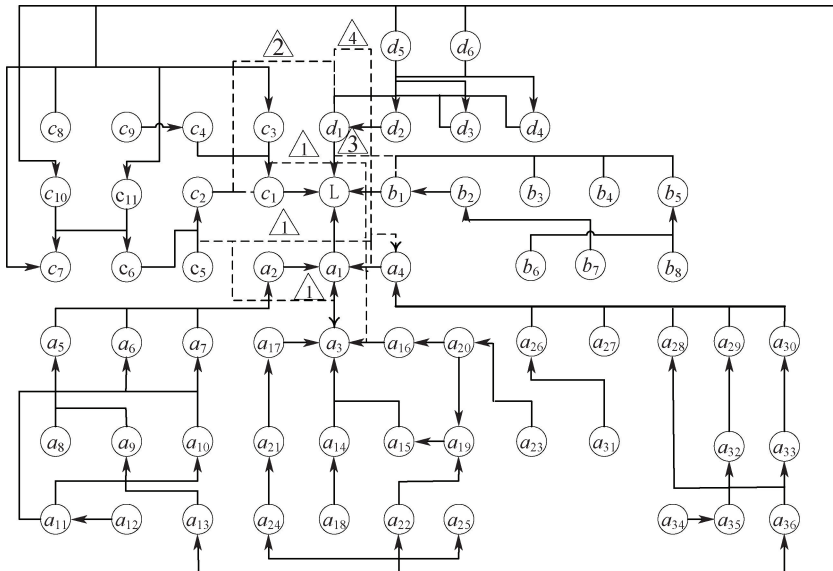 4
2
d5 d6
c8 c9 c4 c3 d1 d2 d3 d4
1 3
c10 c11 c2 c1 L b1 b2 b3 b4 b5
1
c7 c6 c5 a2 a1 a4 b6 b7 b8
1
a5 a6 a7 a17 a3 a16 a20 a26 a27 a28 a29 a30
a8 a9 a10 a21 a14 a15 a19 a23 a31 a32 a33
a11 a12 a13 a24 a18 a22 a25 a34 a35 a36